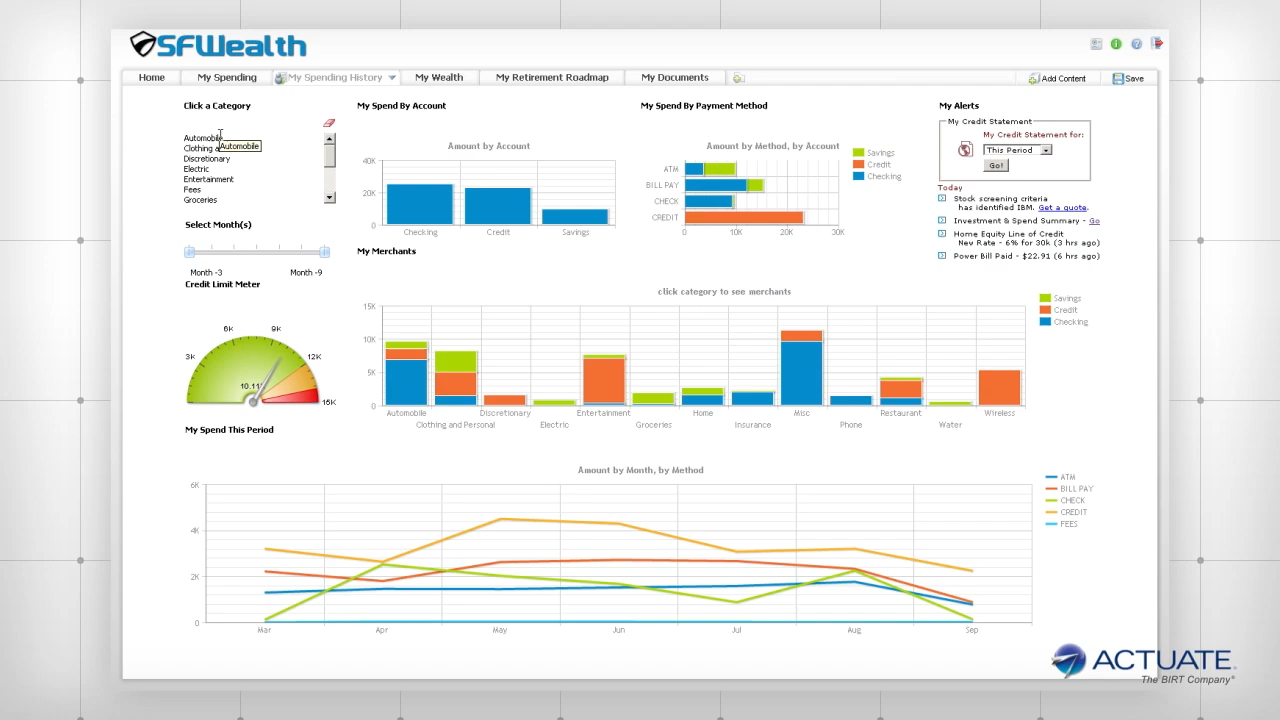 SFWealth
Home My Spending My Spending History My Wealth My Retirement Roadmap My Documents Add Content Save
Click a Category
Automobile
Automobile
Clothing a
Discretionary
Electric
Entertainment
Fees
Groceries
Select Month(s)
Month -3 Month -9
Credit Limit Meter
3K 6K 9K 12K 15K
10.11
My Spend By Account
Amount by Account
40K
20K
0
Checking Credit Savings
My Spend By Payment Method
Amount by Method, by Account
ATM
BILL PAY
CHECK
CREDIT
0 10K 20K 30K
Savings
Credit
Checking
My Alerts
My Credit Statement
My Credit Statement for:
This Period
Go!
Today
Stock screening criteria
has identified IBM. Get a quote.
Investment & Spend Summary - Go
Home Equity Line of Credit
New Rate - 6% for 30k (3 hrs ago)
Power Bill Paid - $22.91 (6 hrs ago)
My Merchants
click category to see merchants
15K
10K
5K
0
Automobile Discretionary Entertainment Home Misc Restaurant Wireless
Clothing and Personal Electric Groceries Insurance Phone Water
Savings
Credit
Checking
My Spend This Period
Amount by Month, by Method
6K
4K
2K
0
Mar Apr May Jun Jul Aug Sep
ATM
BILL PAY
CHECK
CREDIT
FEES
ACTUATE
The BIRT Company